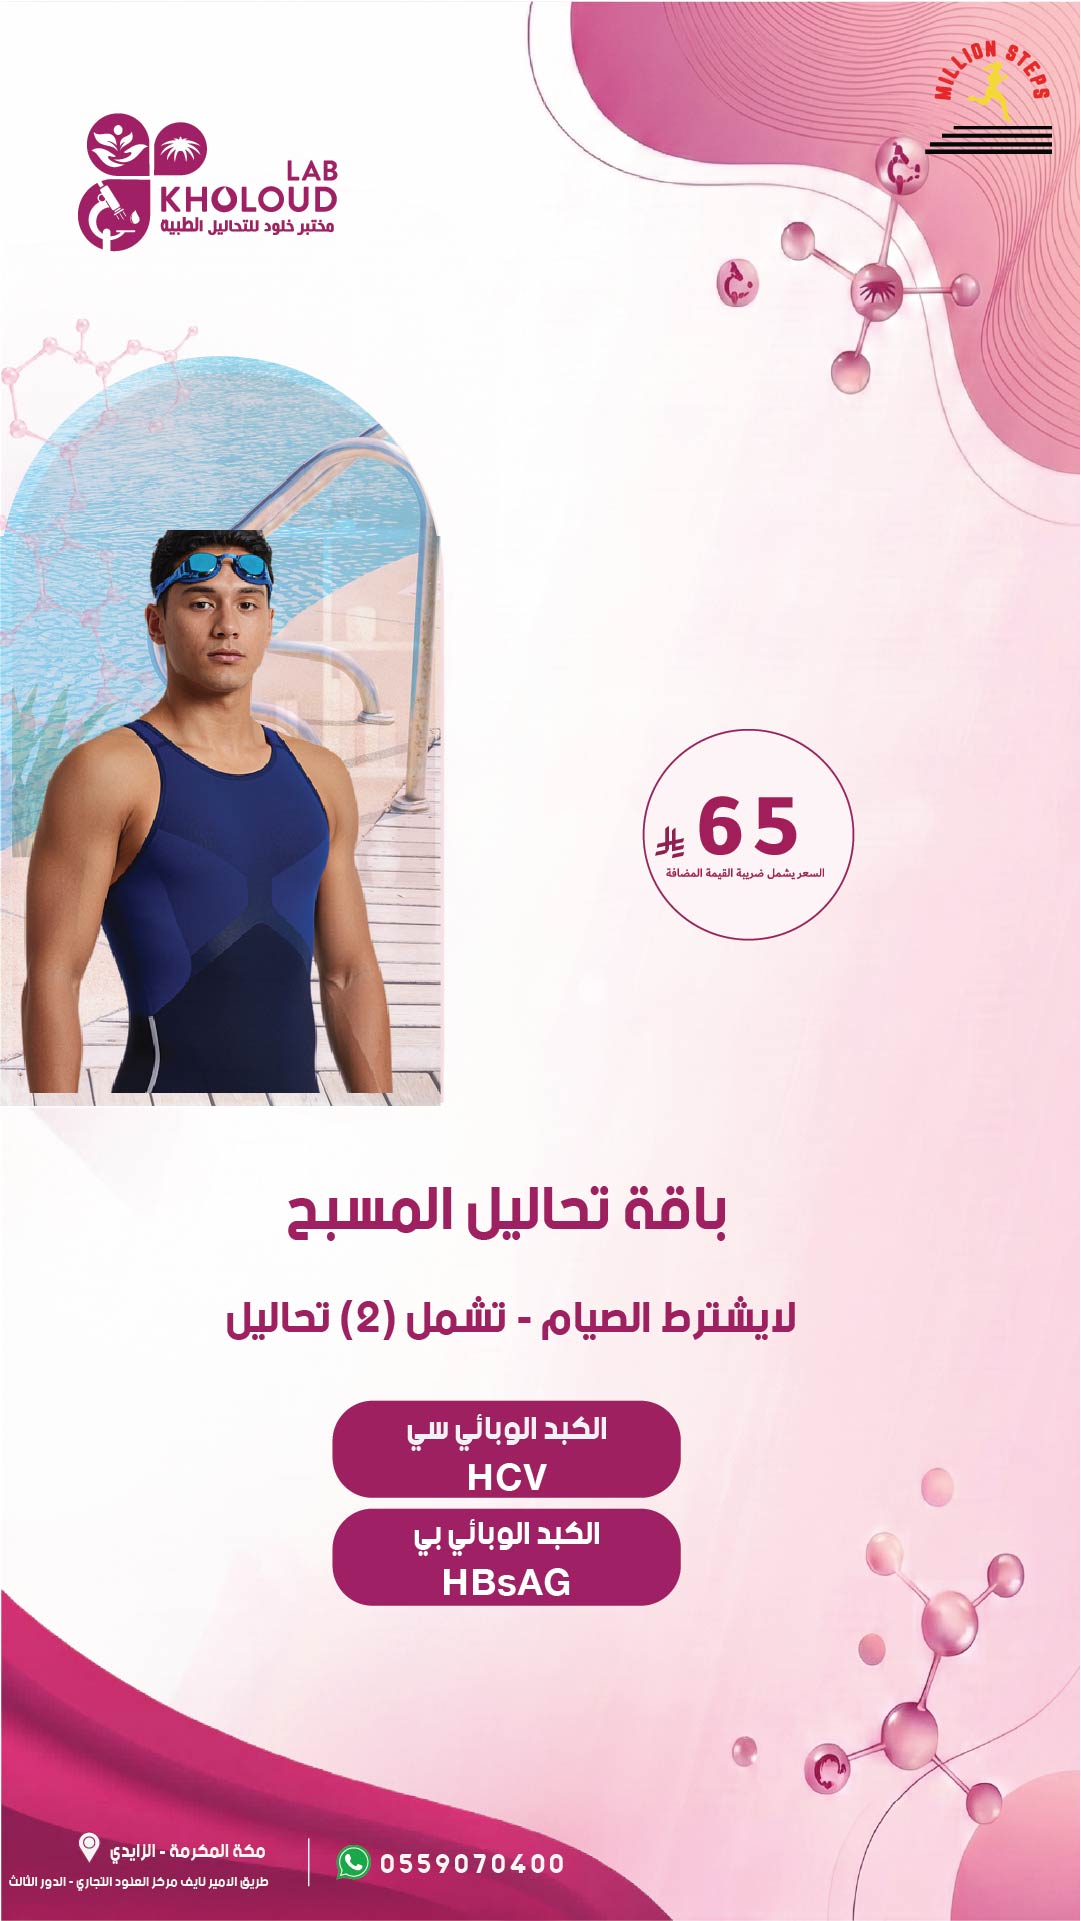 MILLION STEPS
LAB
KHOLOUD
مختبر خلود للتحاليل الطبية
65
السعر يشمل ضريبة القيمة المضافة
باقة تحاليل المسبح
لايشترط الصيام - تشمل (2) تحاليل
الكبد الوبائي سي
HCV
الكبد الوبائي بي
HBsAG
مكة المكرمة - الزايدي
طريق الامير نايف مركز العنود التجاري - الدور الثالث
0559070400